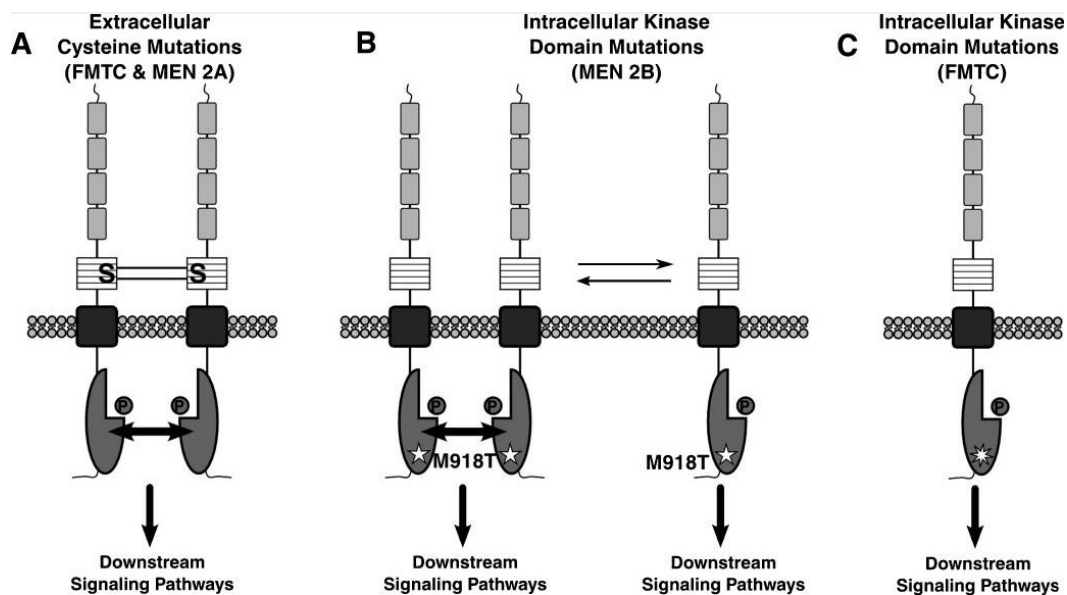 A
Extracellular
Cysteine Mutations
(FMTC & MEN 2A)
B
Intracellular Kinase
Domain Mutations
(MEN 2B)
C
Intracellular Kinase
Domain Mutations
(FMTC)
S S
P P
P P
P
P
M918T
M918T
Downstream
Signaling Pathways
Downstream
Signaling Pathways
Downstream
Signaling Pathways
Downstream
Signaling Pathways